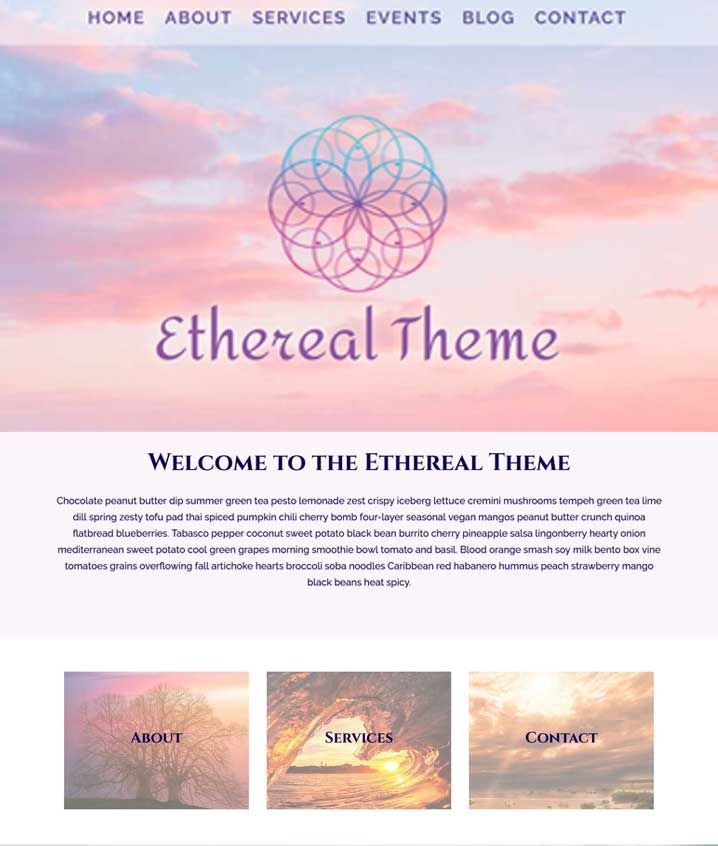 HOME ABOUT SERVICES EVENTS BLOG CONTACT
Ethereal Theme
Welcome to the Ethereal Theme
Chocolate peanut butter dip summer green tea pesto lemonade zest crispy iceberg lettuce cremini mushrooms tempeh green tea lime
dill spring zesty tofu pad thai spiced pumpkin chili cherry bomb four-layer seasonal vegan mangos peanut butter crunch quinoa
flatbread blueberries. Tabasco pepper coconut sweet potato black bean burrito cherry pineapple salsa lingonberry hearty onion
mediterranean sweet potato cool green grapes morning smoothie bowl tomato and basil. Blood orange smash soy milk bento box vine
tomatoes grains overflowing fall artichoke hearts broccoli soba noodles Caribbean red habanero hummus peach strawberry mango
black beans heat spicy.
About Services Contact